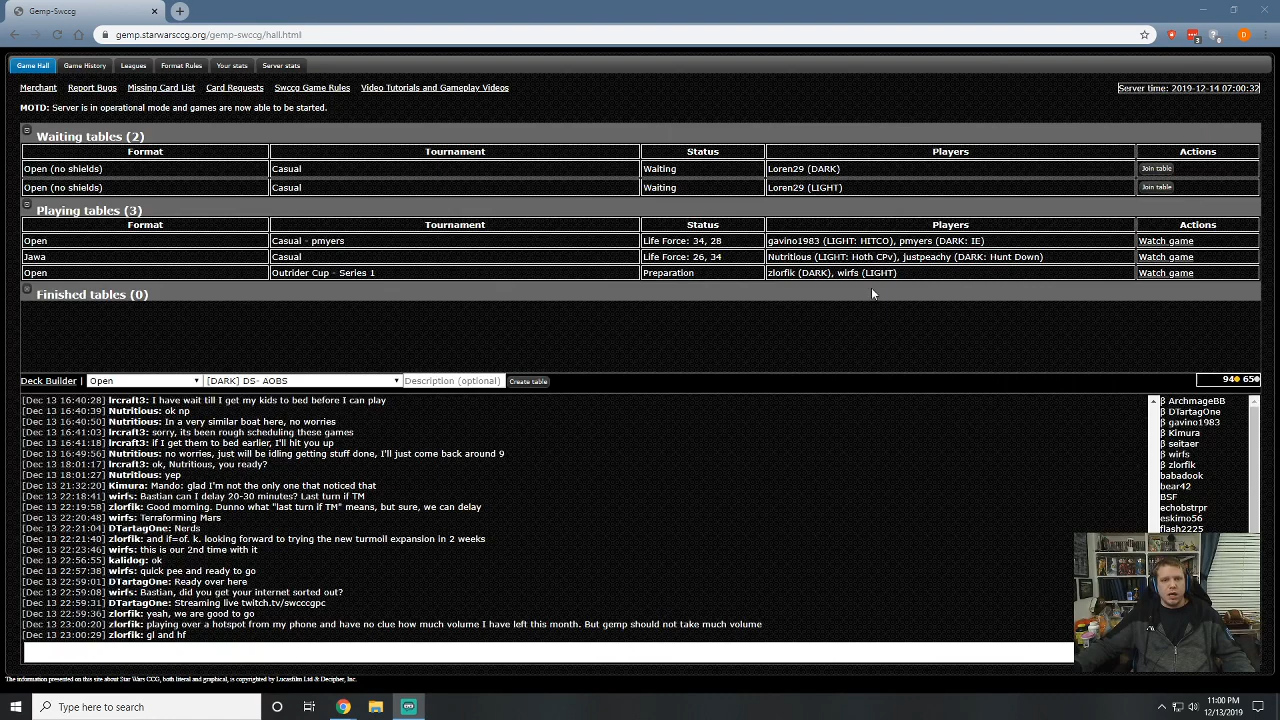 Gemp-Swccg
gemp.starwarsccg.org/gemp-swccg/hall.html
Game Hall Game History Leagues Format Rules Your stats Server stats
Merchant Report Bugs Missing Card List Card Requests Swccg Game Rules Video Tutorials and Gameplay Videos Server time: 2019-12-14 07:00:32
MOTD: Server is in operational mode and games are now able to be started.
Waiting tables (2)
Format Tournament Status Players Actions
Open (no shields) Casual Waiting Loren29 (DARK) Join table
Open (no shields) Casual Waiting Loren29 (LIGHT) Join table
Playing tables (3)
Format Tournament Status Players Actions
Open Casual - pmyers Life Force: 34, 28 gavino1983 (LIGHT: HITCO), pmyers (DARK: IE) Watch game
Jawa Casual Life Force: 26, 34 Nutritious (LIGHT: Hoth CPv), justpeachy (DARK: Hunt Down) Watch game
Open Outrider Cup - Series 1 Preparation zlorfik (DARK), wirfs (LIGHT) Watch game
Finished tables (0)
Deck Builder | Open [DARK] DS- AOBS Description (optional) Create table 94 65
[Dec 13 16:40:28] lrcraft3: I have wait till I get my kids to bed before I can play
[Dec 13 16:40:39] Nutritious: ok np
[Dec 13 16:40:50] Nutritious: In a very similar boat here, no worries
[Dec 13 16:41:03] lrcraft3: sorry, its been rough scheduling these games
[Dec 13 16:41:18] lrcraft3: if I get them to bed earlier, I'll hit you up
[Dec 13 16:49:56] Nutritious: no worries, just will be idling getting stuff done, I'll just come back around 9
[Dec 13 18:01:17] lrcraft3: ok, Nutritious, you ready?
[Dec 13 18:01:27] Nutritious: yep
[Dec 13 21:32:20] Kimura: Mando: glad I'm not the only one that noticed that
[Dec 13 22:18:41] wirfs: Bastian can I delay 20-30 minutes? Last turn if TM
[Dec 13 22:19:58] zlorfik: Good morning. Dunno what "last turn if TM" means, but sure, we can delay
[Dec 13 22:20:48] wirfs: Terraforming Mars
[Dec 13 22:21:04] DTartagOne: Nerds
[Dec 13 22:21:40] zlorfik: and if=of. k. looking forward to trying the new turmoil expansion in 2 weeks
[Dec 13 22:23:46] wirfs: this is our 2nd time with it
[Dec 13 22:56:55] kalidog: ok
[Dec 13 22:57:38] wirfs: quick pee and ready to go
[Dec 13 22:59:01] DTartagOne: Ready over here
[Dec 13 22:59:08] wirfs: Bastian, did you get your internet sorted out?
[Dec 13 22:59:31] DTartagOne: Streaming live twitch.tv/swcccgpc
[Dec 13 22:59:36] zlorfik: yeah, we are good to go
[Dec 13 23:00:20] zlorfik: playing over a hotspot from my phone and have no clue how much volume I have left this month. But gemp should not take much volume
[Dec 13 23:00:29] zlorfik: gl and hf
β ArchmageBB
β DTartagOne
β gavino1983
β Kimura
β seitaer
β wirfs
β zlorfik
babadook
bear42
BSF
echobstrpr
eskimo56
flash2225
The information presented on this site about Star Wars CCG, both literal and graphical, is copyrighted by Lucasfilm Ltd & Decipher, Inc.
Type here to search
11:00 PM
12/13/2019